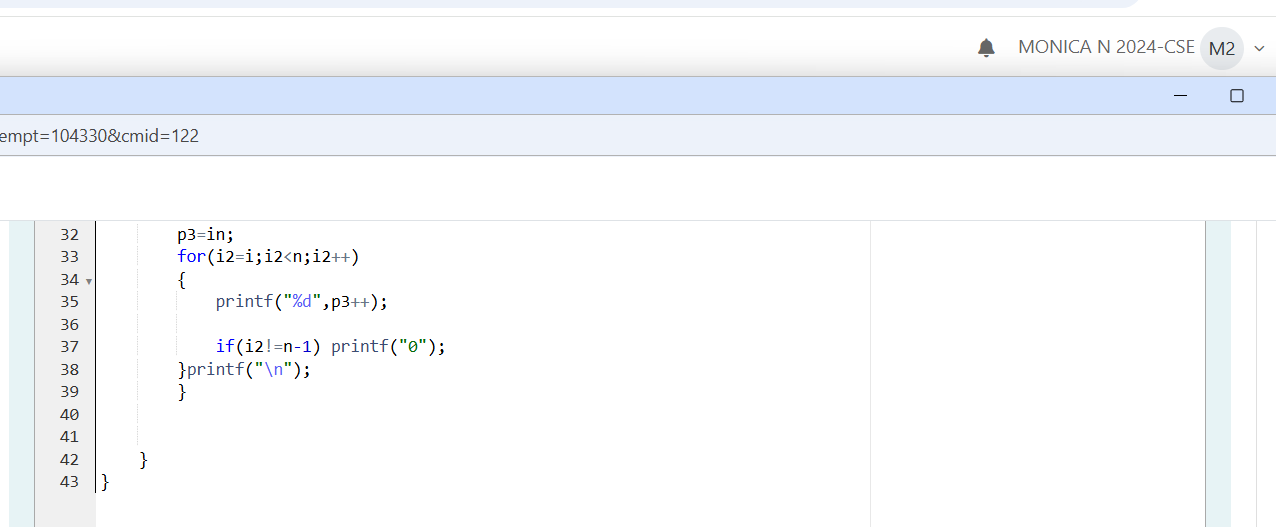 MONICA N 2024-CSE M2
empt=104330&cmid=122
32 p3=in;
33 for(i2=i;i2<n;i2++)
34 {
35 printf("%d",p3++);
36
37 if(i2!=n-1) printf("0");
38 }printf("\n");
39 }
40
41
42 }
43 }